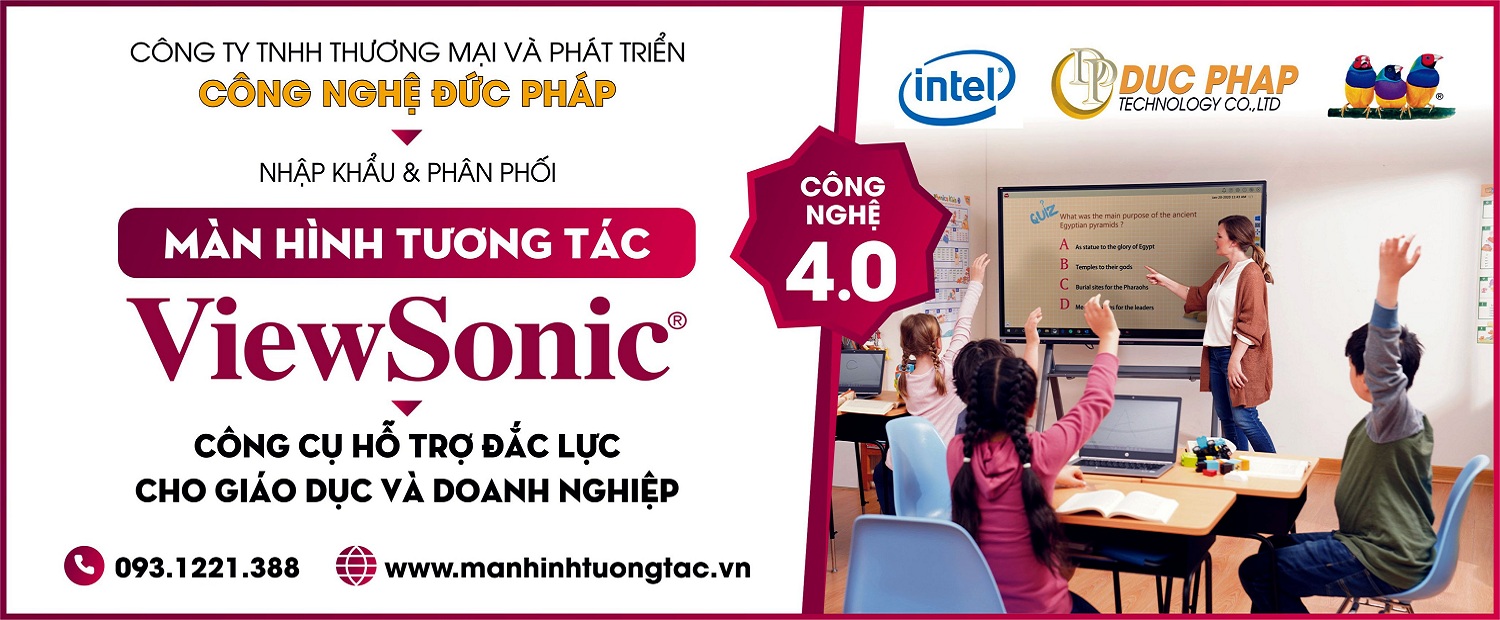 CÔNG TY TNHH THƯƠNG MẠI VÀ PHÁT TRIỂN
CÔNG NGHỆ ĐỨC PHÁP
NHẬP KHẨU & PHÂN PHỐI
MÀN HÌNH TƯƠNG TÁC
ViewSonic®
CÔNG CỤ HỖ TRỢ ĐẮC LỰC
CHO GIÁO DỤC VÀ DOANH NGHIỆP
093.1221.388
www.manhinhtuongtac.vn
CÔNG
NGHỆ
4.0
intel®
DP DUC PHAP
TECHNOLOGY CO.,LTD
®
QUIZ
What was the main purpose of the ancient
Egyptian pyramids ?
A As statue to the glory of Egypt
B Temples to their gods
C Burial sites for the Pharaohs
D for the leaders